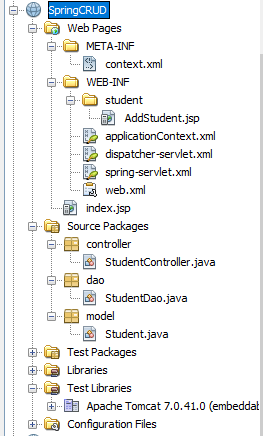 SpringCRUD
Web Pages
META-INF
context.xml
WEB-INF
student
AddStudent.jsp
applicationContext.xml
dispatcher-servlet.xml
spring-servlet.xml
web.xml
index.jsp
Source Packages
controller
StudentController.java
dao
StudentDao.java
model
Student.java
Test Packages
Libraries
Test Libraries
Apache Tomcat 7.0.41.0 (embeddab
Configuration Files